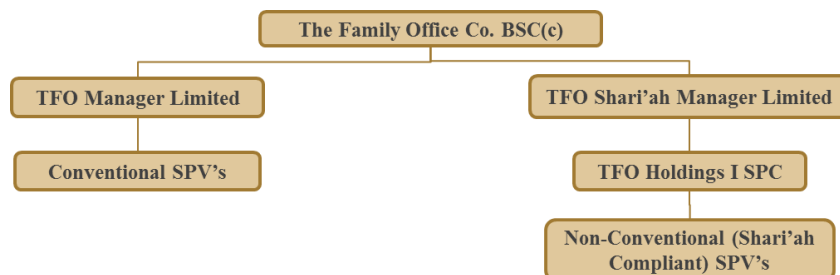 The Family Office Co. BSC(c)
TFO Manager Limited
TFO Shari’ah Manager Limited
Conventional SPV’s
TFO Holdings I SPC
Non-Conventional (Shari’ah
Compliant) SPV’s